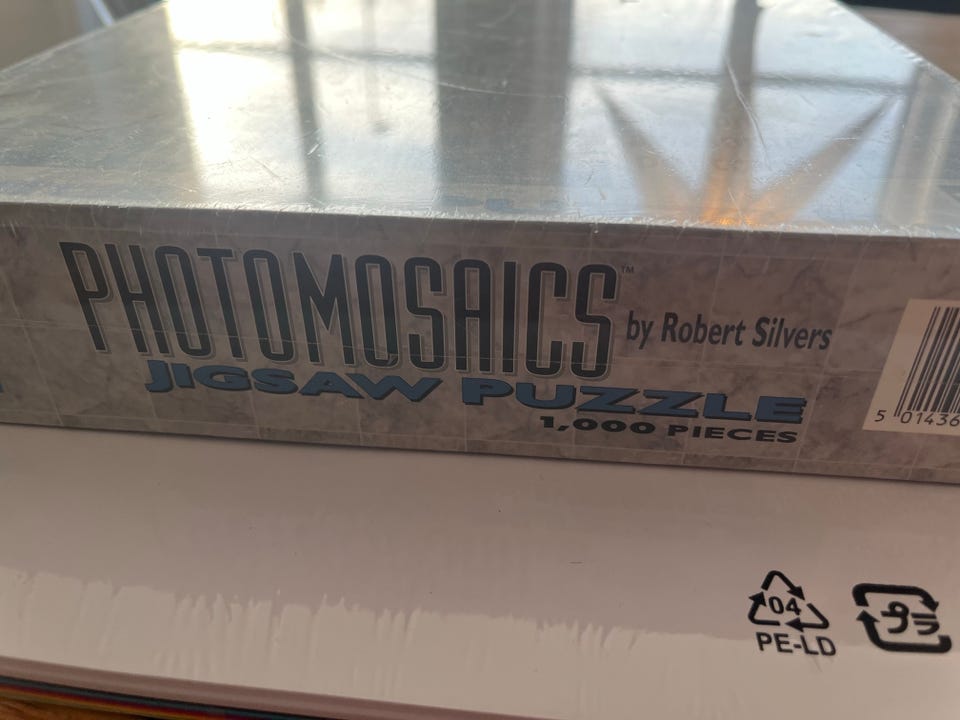 PHOTOMOSAICS™ by Robert Silvers
JIGSAW PUZZLE
1,000 PIECES
5 01436
04
PE-LD
プラ